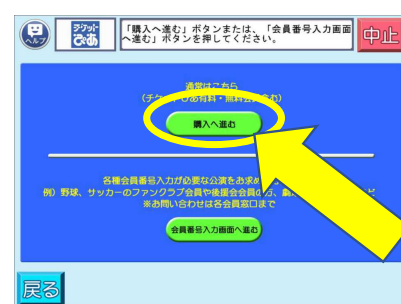 ヘルプ
チケット
ぴあ
「購入へ進む」ボタンまたは、「会員番号入力画面
へ進む」ボタンを押してください。
中止
通常はこちら
購入へ進む
各種会員番号入力が必要な公演をお求め
例）野球、サッカーのファンクラブ会員や後援会会員の方、
※お問い合わせは各会員窓口まで
会員番号入力画面へ進む
戻る